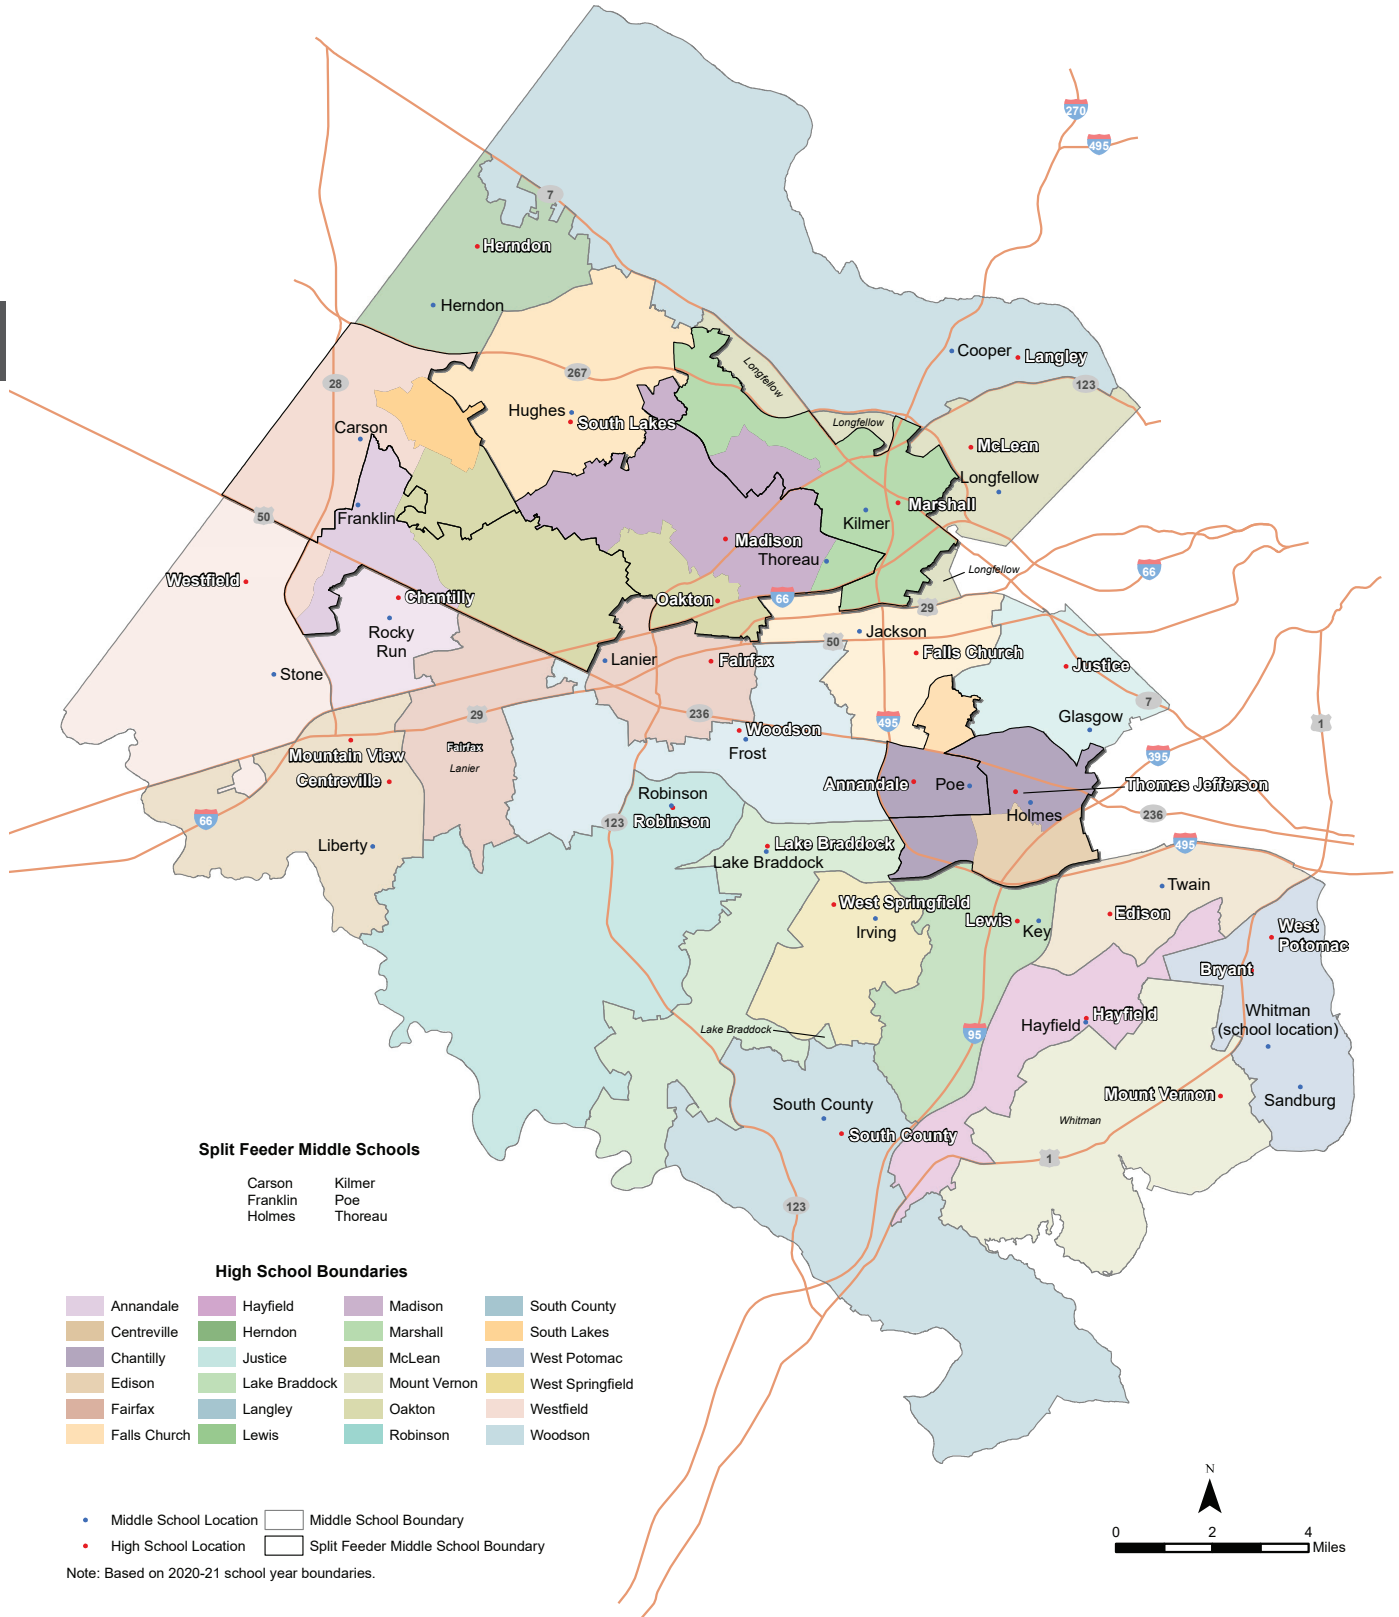 270
495
7
Herndon
Herndon
Cooper
Langley
Longfellow
267
28
123
Hughes
South Lakes
Longfellow
Carson
McLean
Longfellow
Marshall
50
Franklin
Kilmer
Madison
Thoreau
Westfield
Longfellow
66
Chantilly
Oakton
66
29
Rocky
Run
Jackson
50
Falls Church
Lanier
Fairfax
Justice
Stone
7
29
236
Woodson
Frost
495
Glasgow
1
Fairfax
Lanier
Mountain View
Centreville
395
Annandale
Poe
Thomas Jefferson
Robinson
Robinson
Holmes
236
66
123
Liberty
Lake Braddock
Lake Braddock
495
Twain
West Springfield
Irving
Lewis
Key
Edison
West
Potomac
Bryant
Hayfield
Hayfield
Whitman
(school location)
Lake Braddock
95
Mount Vernon
Sandburg
South County
South County
Whitman
1
123
Split Feeder Middle Schools
Carson Kilmer
Franklin Poe
Holmes Thoreau
High School Boundaries
Annandale Hayfield Madison South County
Centreville Herndon Marshall South Lakes
Chantilly Justice McLean West Potomac
Edison Lake Braddock Mount Vernon West Springfield
Fairfax Langley Oakton Westfield
Falls Church Lewis Robinson Woodson
N
0 2 4
Miles
Middle School Location Middle School Boundary
High School Location Split Feeder Middle School Boundary
Note: Based on 2020-21 school year boundaries.